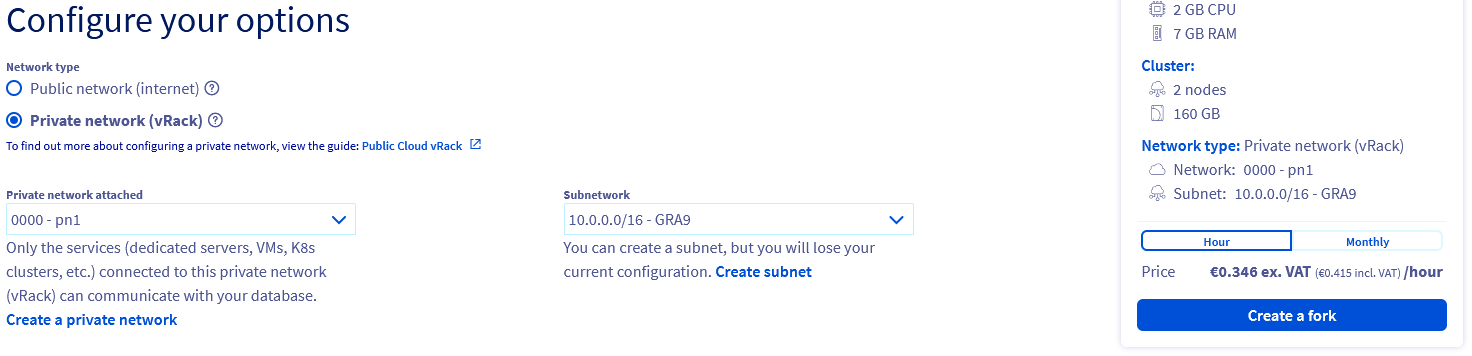 Configure your options
Network type
Public network (internet)
Private network (vRack)
To find out more about configuring a private network, view the guide: Public Cloud vRack
Private network attached
0000 - pn1
Only the services (dedicated servers, VMs, K8s
clusters, etc.) connected to this private network
(vRack) can communicate with your database.
Create a private network
Subnetwork
10.0.0.0/16 - GRA9
You can create a subnet, but you will lose your
current configuration. Create subnet
2 GB CPU
7 GB RAM
Cluster:
2 nodes
160 GB
Network type: Private network (vRack)
Network: 0000 - pn1
Subnet: 10.0.0.0/16 - GRA9
Hour Monthly
Price €0.346 ex. VAT (€0.415 incl. VAT) /hour
Create a fork